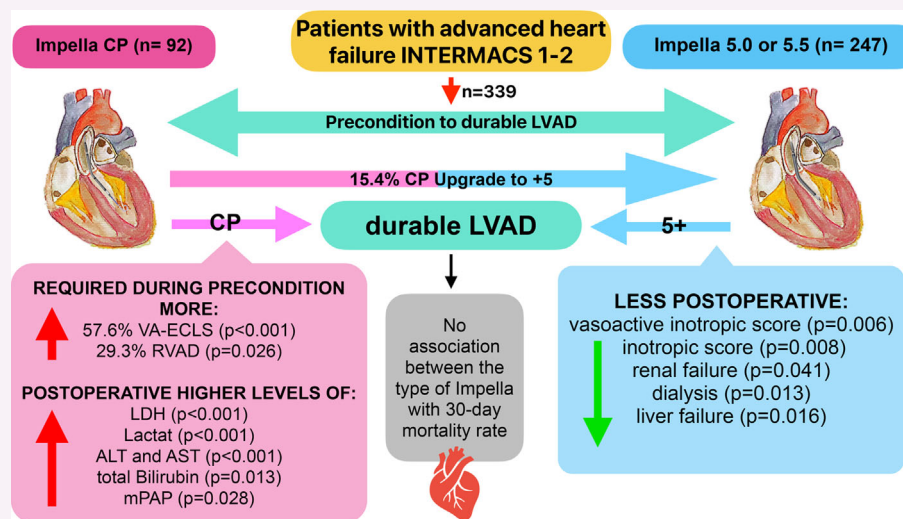 Impella CP (n= 92)
Patients with advanced heart
failure INTERMACS 1-2
Impella 5.0 or 5.5 (n= 247)
n=339
Precondition to durable LVAD
15.4% CP Upgrade to +5
CP
durable LVAD
5+
REQUIRED DURING PRECONDITION
MORE:
57.6% VA-ECLS (p<0.001)
29.3% RVAD (p=0.026)
POSTOPERATIVE HIGHER LEVELS OF:
LDH (p<0.001)
Lactat (p<0.001)
ALT and AST (p<0.001)
total Bilirubin (p=0.013)
mPAP (p=0.028)
No
association
between the
type of Impella
with 30-day
mortality rate
LESS POSTOPERATIVE:
vasoactive inotropic score (p=0.006)
inotropic score (p=0.008)
renal failure (p=0.041)
dialysis (p=0.013)
liver failure (p=0.016)